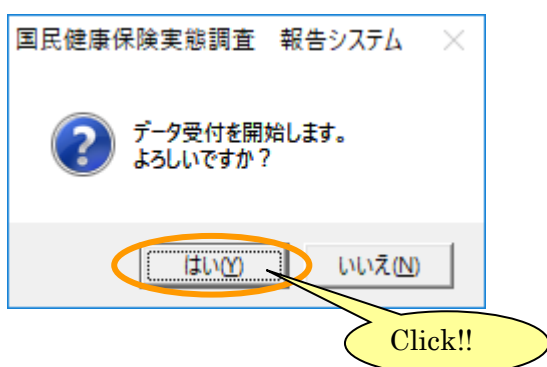 国民健康保険実態調査　報告システム
データ受付を開始します。
よろしいですか？
はい(Y)
いいえ(N)
Click!!